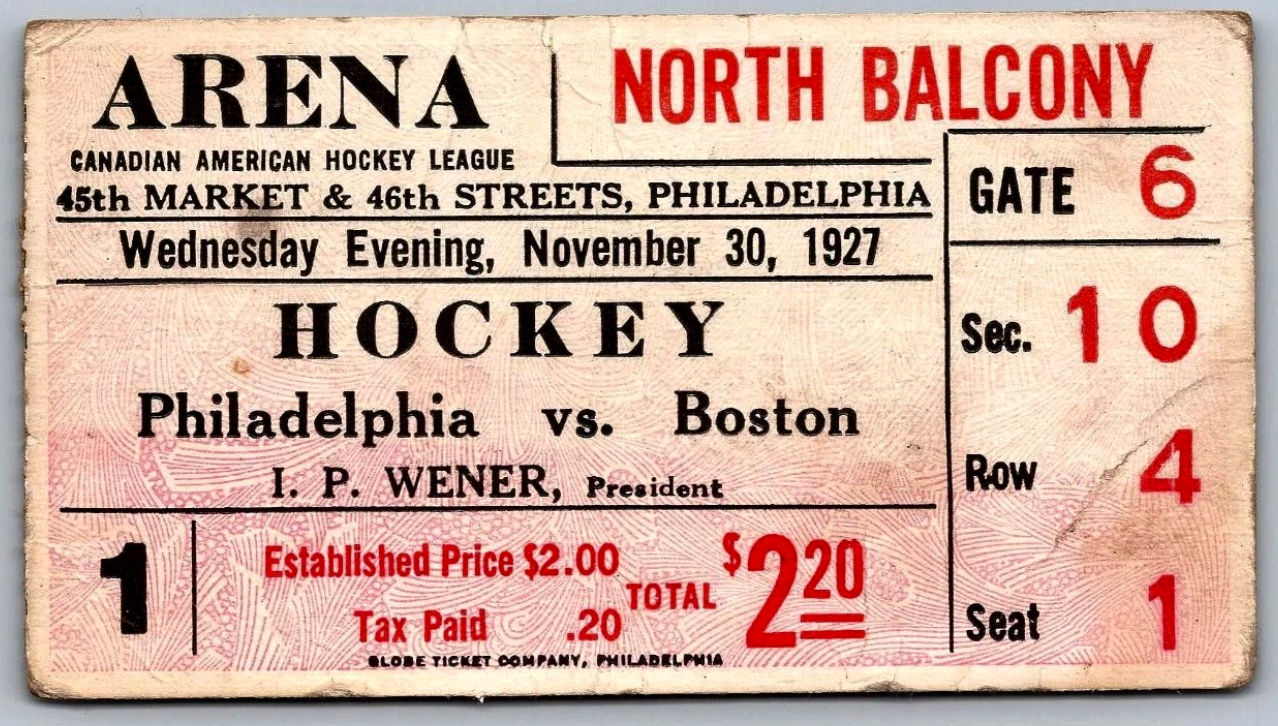 ARENA
NORTH BALCONY
CANADIAN AMERICAN HOCKEY LEAGUE
45th MARKET & 46th STREETS, PHILADELPHIA
GATE 6
Wednesday Evening, November 30, 1927
HOCKEY
Sec. 10
Philadelphia vs. Boston
I. P. WENER, President
Row 4
1
Established Price $2.00
Tax Paid .20
TOTAL $2 20
Seat 1
GLOBE TICKET COMPANY, PHILADELPHIA